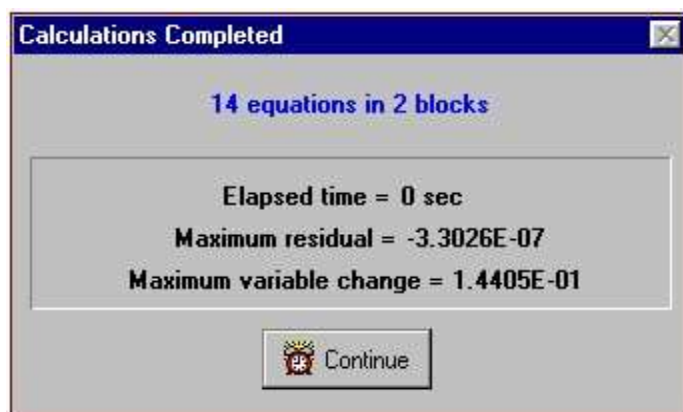 Calculations Completed
14 equations in 2 blocks
Elapsed time = 0 sec
Maximum residual = -3.3026E-07
Maximum variable change = 1.4405E-01
Continue